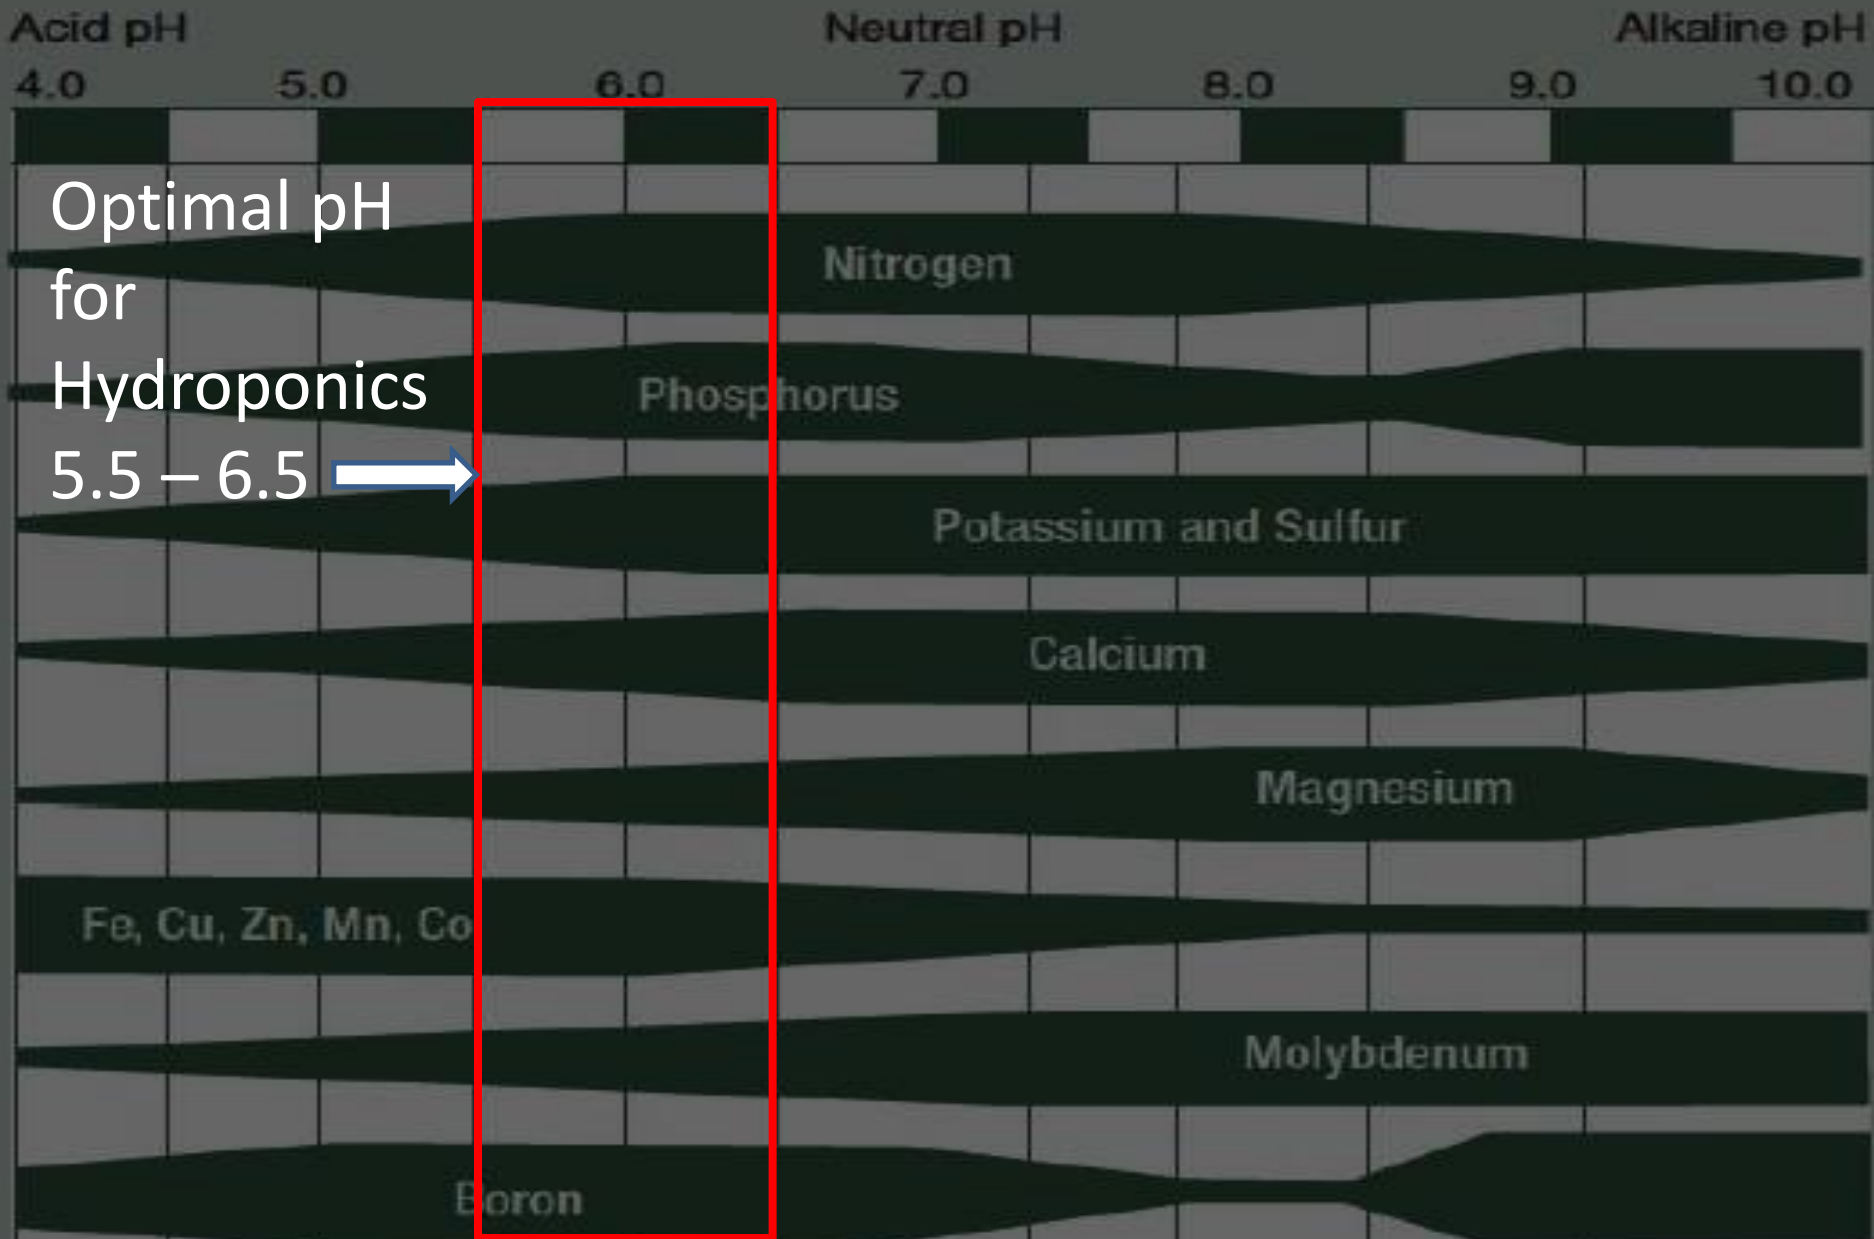 Acid pH Neutral pH Alkaline pH
4.0 5.0 6.0 7.0 8.0 9.0 10.0
Optimal pH
for
Hydroponics
5.5 – 6.5
Nitrogen
Phosphorus
Potassium and Sulfur
Calcium
Magnesium
Fe, Cu, Zn, Mn, Co
Molybdenum
Boron